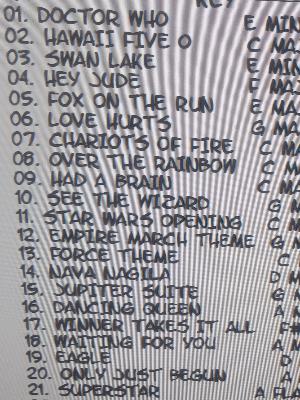 KEY
01. DOCTOR WHO E MIN
02. HAWAII FIVE O C MA
03. SWAN LAKE E MIN
04. HEY JUDE F MAJ
05. FOX ON THE RUN E MA
06. LOVE HURTS G MA
07. CHARIOTS OF FIRE C MA
08. OVER THE RAINBOW C MA
09. HAD A BRAIN C MA
10. SEE THE WIZARD G M
11. STAR WARS OPENING C M
12. EMPIRE MARCH THEME G M
13. FORCE THEME C
14. NAVA NAGILA D M
15. JUPITER SUITE G
16. DANCING QUEEN A
17. WINNER TAKES IT ALL F#
18. WAITING FOR YOU A M
19. EAGLE D
20. ONLY JUST BEGUN A
21. SUPERSTAR A FLA